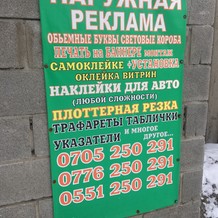 НАРУЖНАЯ
РЕКЛАМА
ОБЪЕМНЫЕ БУКВЫ СВЕТОВЫЕ КОРОБА
ПЕЧАТЬ НА БАННЕРЕ МОНТАЖ
САМОКЛЕЙКЕ +УСТАНОВКА
ОКЛЕЙКА ВИТРИН
НАКЛЕЙКИ ДЛЯ АВТО
(ЛЮБОЙ СЛОЖНОСТИ)
ПЛОТТЕРНАЯ РЕЗКА
ТРАФАРЕТЫ ТАБЛИЧКИ
УКАЗАТЕЛИ И МНОГОЕ ДРУГОЕ...
0705 250 291
0776 250 291
0551 250 291